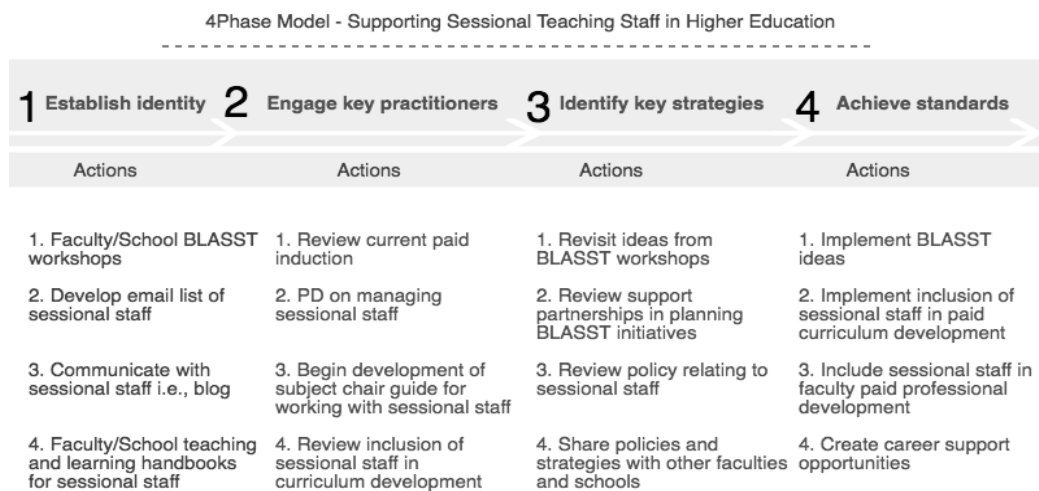 4Phase Model - Supporting Sessional Teaching Staff in Higher Education
1 Establish identity
2 Engage key practitioners
3 Identify key strategies
4 Achieve standards
Actions
Actions
Actions
Actions
1. Faculty/School BLASST
workshops
2. Develop email list of
sessional staff
3. Communicate with
sessional staff i.e., blog
4. Faculty/School teaching
and learning handbooks
for sessional staff
1. Review current paid
induction
2. PD on managing
sessional staff
3. Begin development of
subject chair guide for
working with sessional staff
4. Review inclusion of
sessional staff in
curriculum development
1. Revisit ideas from
BLASST workshops
2. Review support
partnerships in planning
BLASST initiatives
3. Review policy relating to
sessional staff
4. Share policies and
strategies with other faculties
and schools
1. Implement BLASST
ideas
2. Implement inclusion of
sessional staff in paid
curriculum development
3. Include sessional staff in
faculty paid professional
development
4. Create career support
opportunities